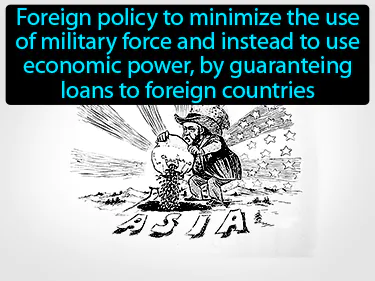 Foreign policy to minimize the use
of military force and instead to use
economic power, by guaranteing
loans to foreign countries
ASIA